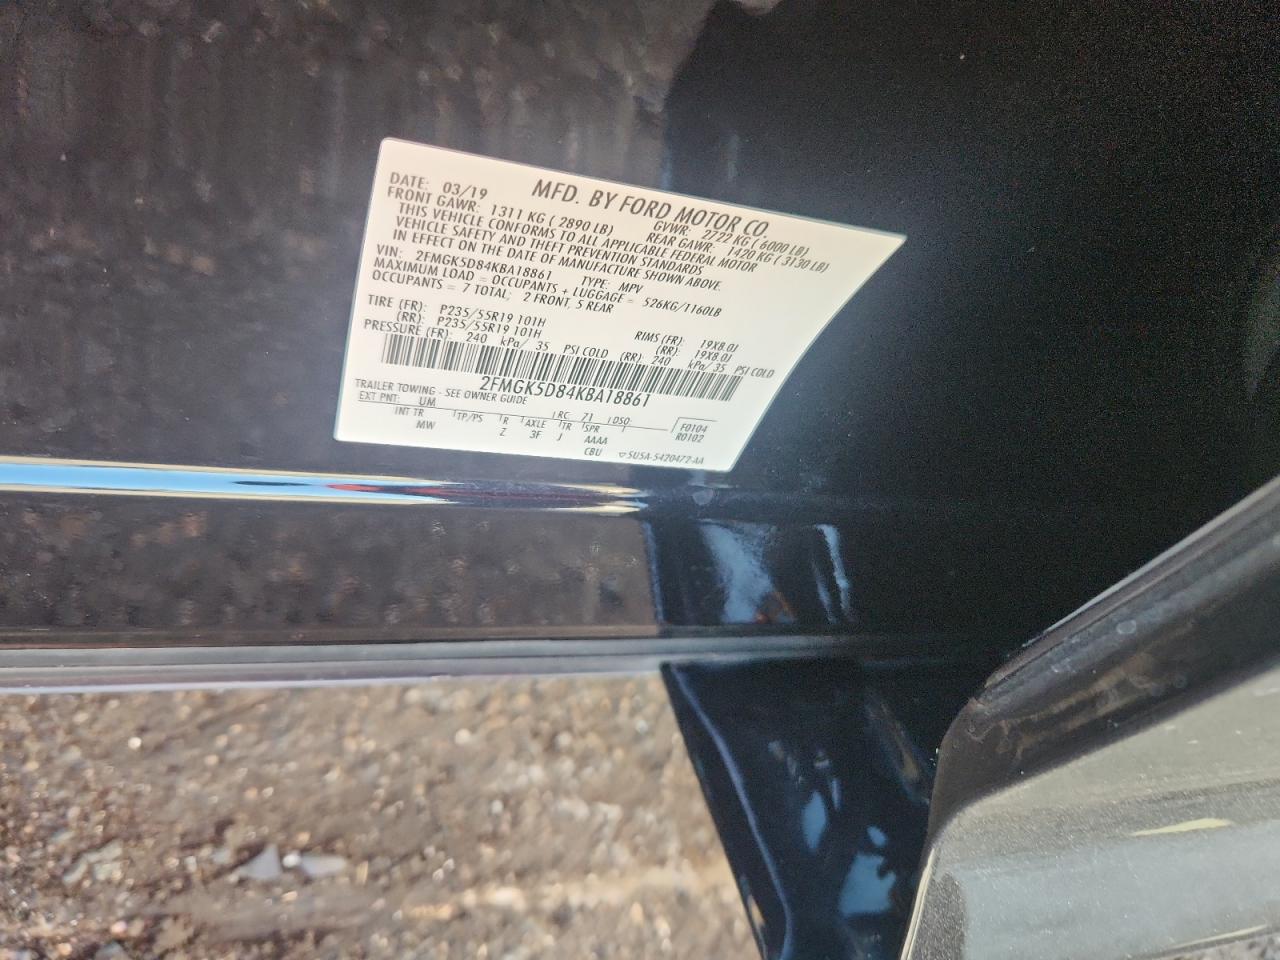 MFD. BY FORD MOTOR CO.
DATE: 03/19 GVWR: 2722 KG ( 6000 LB)
FRONT GAWR: 1311 KG ( 2890 LB) REAR GAWR: 1420 KG ( 3130 LB)
THIS VEHICLE CONFORMS TO ALL APPLICABLE FEDERAL MOTOR
VEHICLE SAFETY AND THEFT PREVENTION STANDARDS
IN EFFECT ON THE DATE OF MANUFACTURE SHOWN ABOVE.
VIN: 2FMGK5D84KBA18861 TYPE: MPV
MAXIMUM LOAD = OCCUPANTS + LUGGAGE = 526KG/1160LB
OCCUPANTS = 7 TOTAL; 2 FRONT, 5 REAR
TIRE (FR): P235/55R19 101H RIMS (FR): 19X8.0J
(RR): P235/55R19 101H (RR): 19X8.0J
PRESSURE (FR): 240 kPa/ 35 PSI COLD (RR): 240 kPa/ 35 PSI COLD
2FMGK5D84KBA18861
TRAILER TOWING - SEE OWNER GUIDE
EXT PNT: UM RC: 71 DSO: F0104
INT TR TP/PS R AXLE TR SPR R0102
MW Z 3F J AAAA
CBU ▽5U5A-5420472-AA